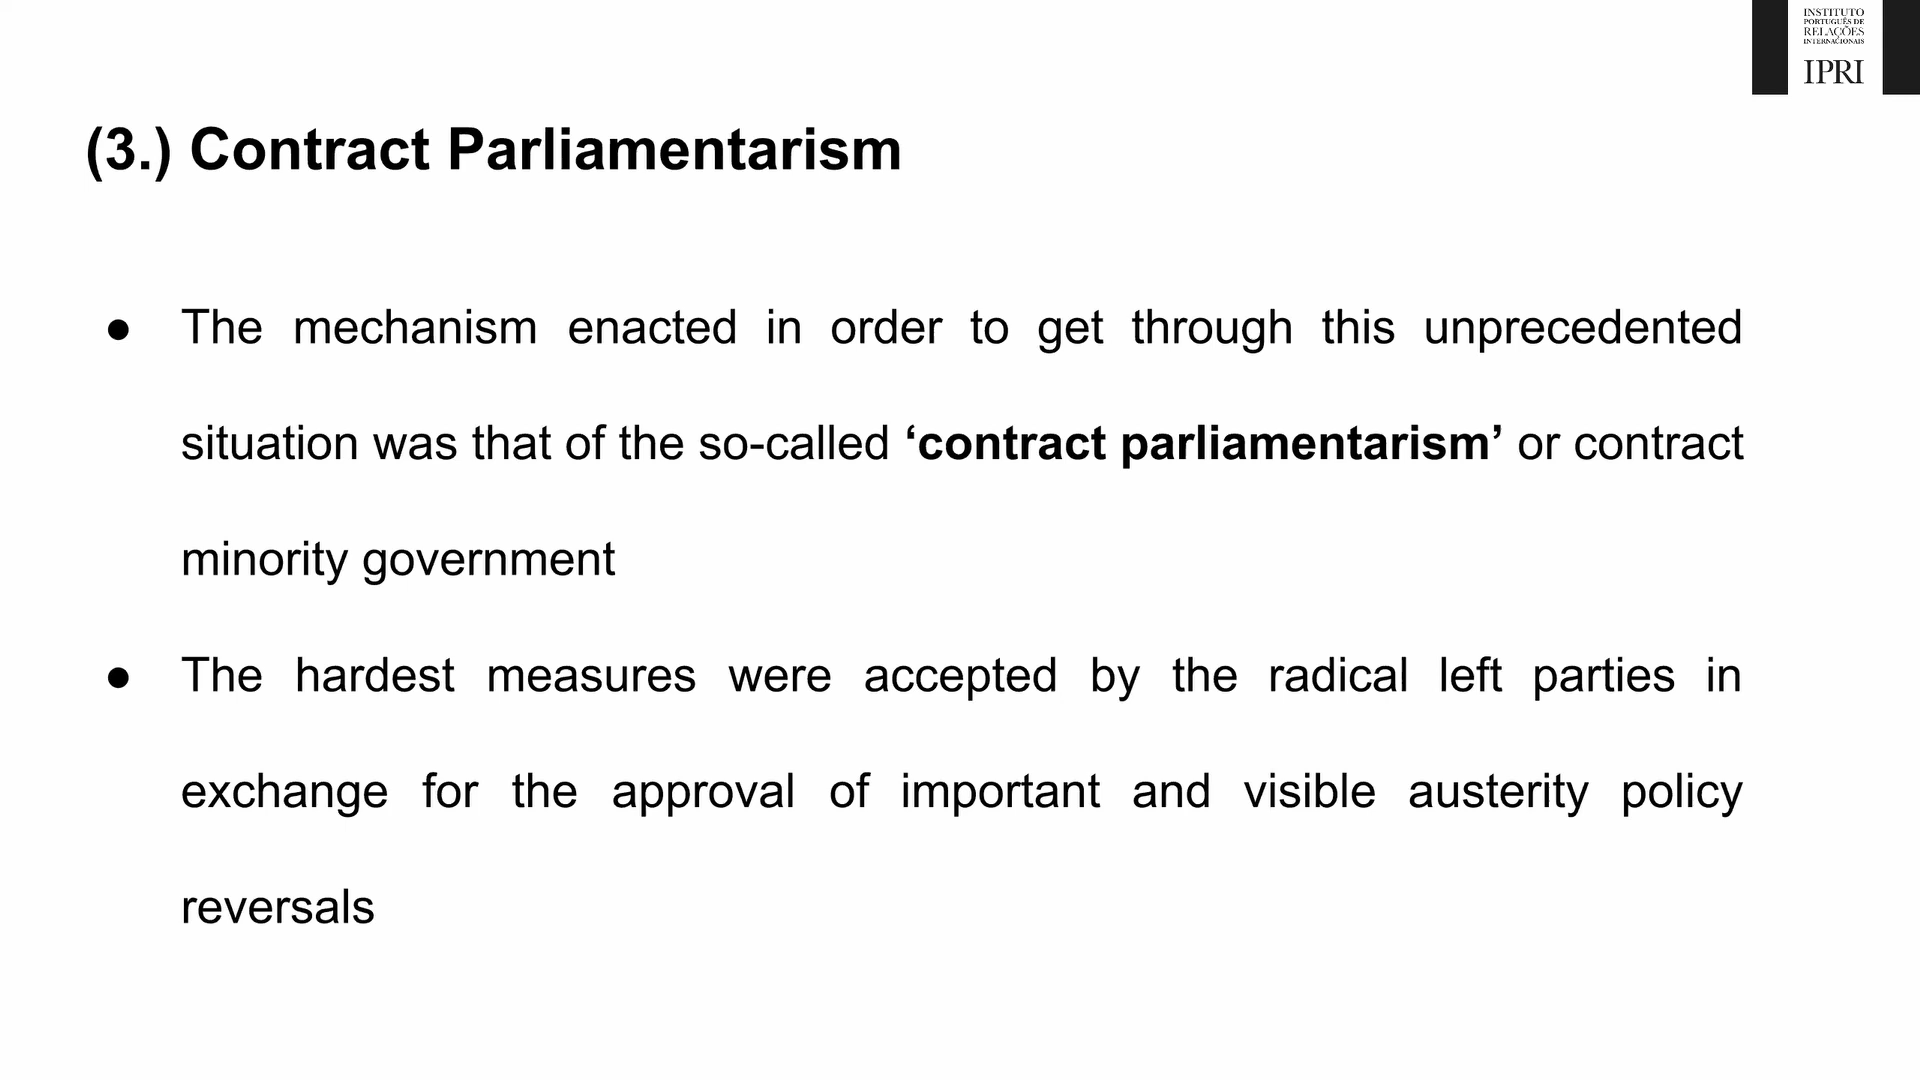 INSTITUTO
PORTUGUÊS DE
RELAÇÕES
INTERNACIONAIS
IPRI
(3.) Contract Parliamentarism
● The mechanism enacted in order to get through this unprecedented
situation was that of the so-called ‘contract parliamentarism’ or contract
minority government
● The hardest measures were accepted by the radical left parties in
exchange for the approval of important and visible austerity policy
reversals